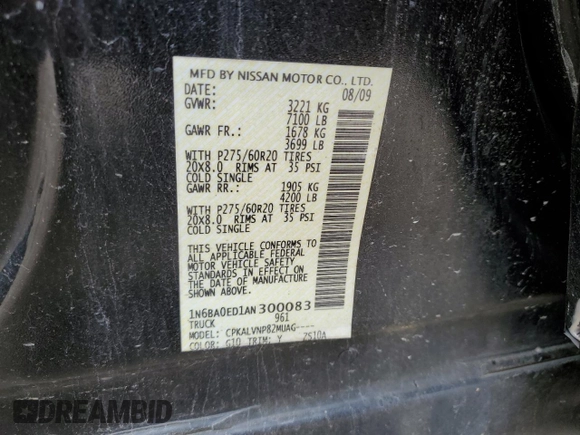 MFD BY NISSAN MOTOR CO., LTD.
DATE: 08/09
GVWR: 3221 KG
7100 LB
GAWR FR.: 1678 KG
3699 LB
WITH P275/60R20 TIRES
20X8.0 RIMS AT 35 PSI
COLD SINGLE
GAWR RR.: 1905 KG
4200 LB
WITH P275/60R20 TIRES
20X8.0 RIMS AT 35 PSI
COLD SINGLE
THIS VEHICLE CONFORMS TO
ALL APPLICABLE FEDERAL
MOTOR VEHICLE SAFETY
STANDARDS IN EFFECT ON
THE DATE OF MANUFACTURE
SHOWN ABOVE.
1N6BA0ED1AN300083
TRUCK 961
MODEL: CPKALVNP82MUAG----
COLOR: G10 TRIM: Y ZS10A
DREAMBID